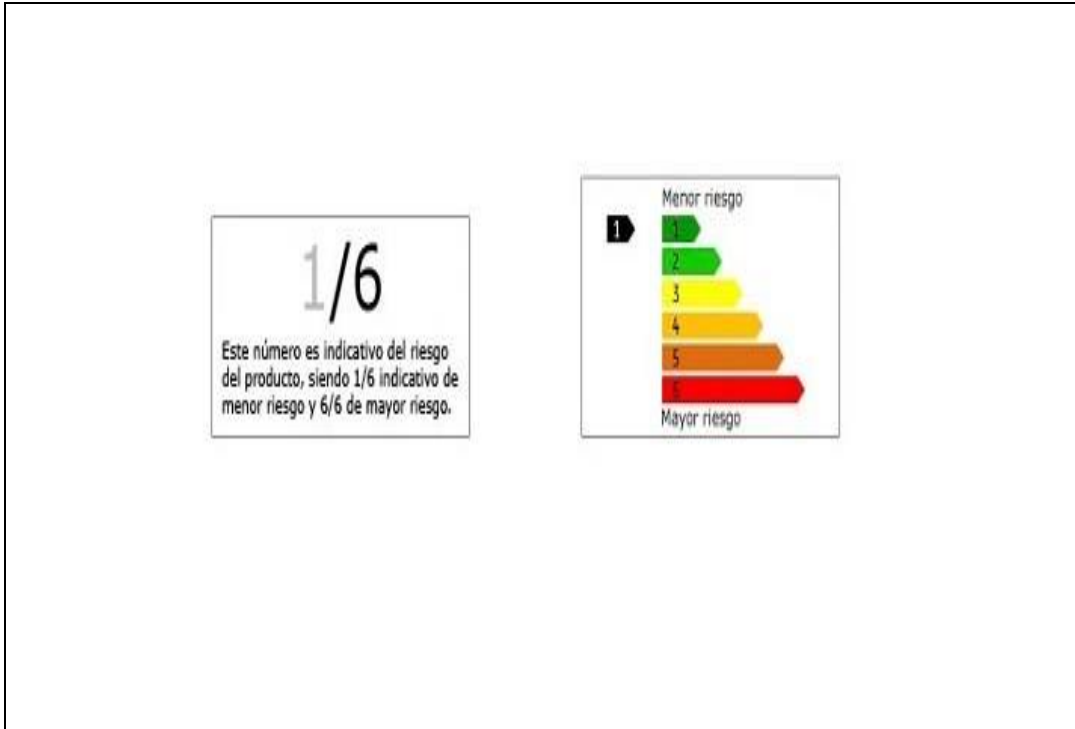 1/6
Este número es indicativo del riesgo
del producto, siendo 1/6 indicativo de
menor riesgo y 6/6 de mayor riesgo.
Menor riesgo
1 1
2
3
4
5
6
Mayor riesgo